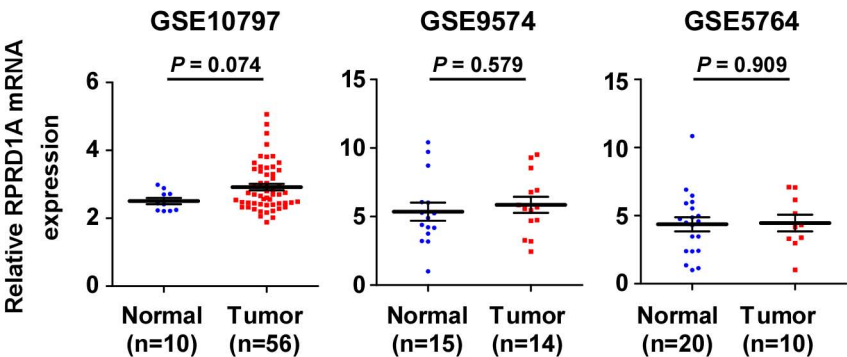 GSE10797 GSE9574 GSE5764
P = 0.074 P = 0.579 P = 0.909
Relative RPRD1A mRNA
expression
6
4
2
0
15
10
5
0
15
10
5
0
Normal Tumor Normal Tumor Normal Tumor
(n=10) (n=56) (n=15) (n=14) (n=20) (n=10)